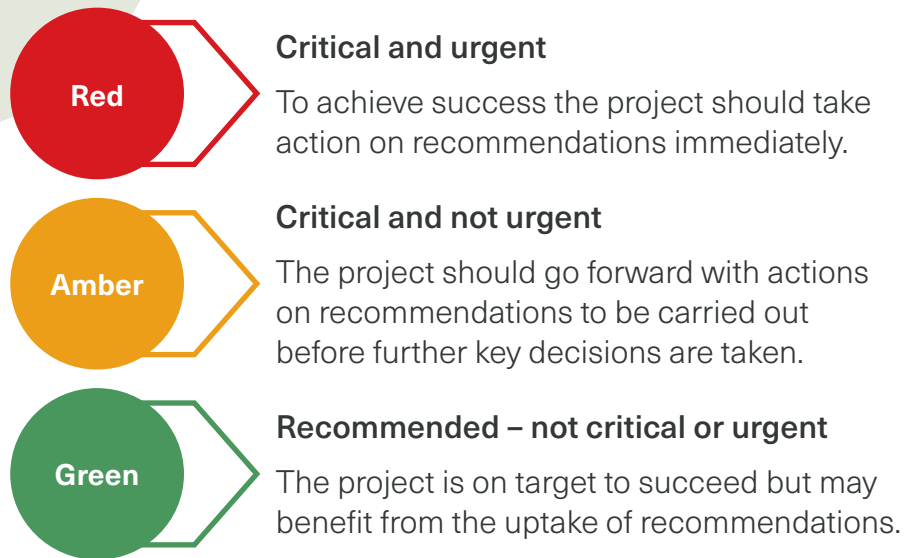 Red
Critical and urgent
To achieve success the project should take
action on recommendations immediately.
Amber
Critical and not urgent
The project should go forward with actions
on recommendations to be carried out
before further key decisions are taken.
Green
Recommended – not critical or urgent
The project is on target to succeed but may
benefit from the uptake of recommendations.